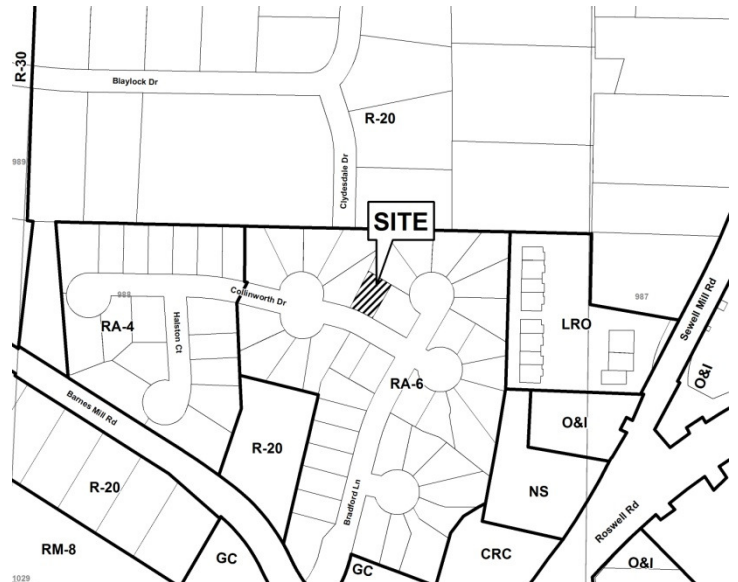 R-30
Blaylock Dr
R-20
Clydesdale Dr
989
SITE
988
Collinworth Dr
987
Sewell Mill Rd
RA-4
Halston Ct
LRO
RA-6
O&I
Barnes Mill Rd
R-20
O&I
R-20
NS
Bradford Ln
Roswell Rd
RM-8
GC
GC
CRC
O&I
1029